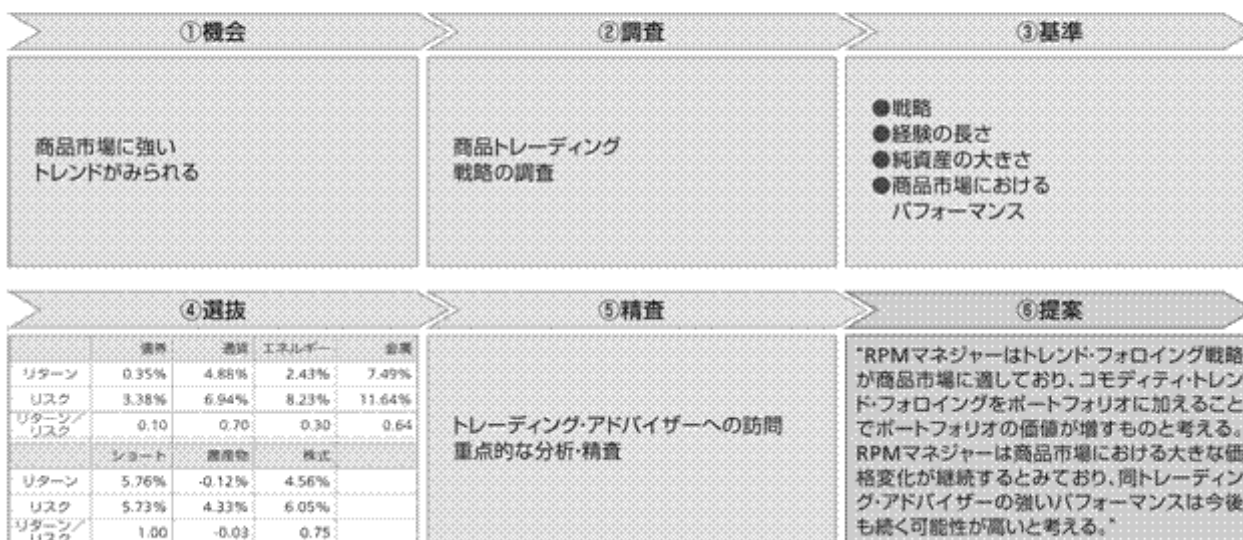 ①機会
②調査
③基準
商品市場に強い
トレンドがみられる
商品トレーディング
戦略の調査
●戦略
●経験の長さ
●純資産の大きさ
●商品市場における
パフォーマンス
④選抜
⑤精査
⑥提案
債券 通貨 エネルギー 金属
リターン 0.35% 4.88% 2.43% 7.49%
リスク 3.38% 6.94% 8.23% 11.64%
リターン／
リスク 0.10 0.70 0.30 0.64
ショート 農産物 株式
リターン 5.76% -0.12% 4.56%
リスク 5.73% 4.33% 6.05%
リターン／
リスク 1.00 -0.03 0.75
トレーディング・アドバイザーへの訪問
重点的な分析・精査
"RPMマネジャーはトレンド・フォロイング戦略
が商品市場に適しており、コモディティ・トレン
ド・フォロイングをポートフォリオに加えること
でポートフォリオの価値が増すものと考える。
RPMマネジャーは商品市場における大きな価
格変化が継続するとみており、同トレーディン
グ・アドバイザーの強いパフォーマンスは今後
も続く可能性が高いと考える。"